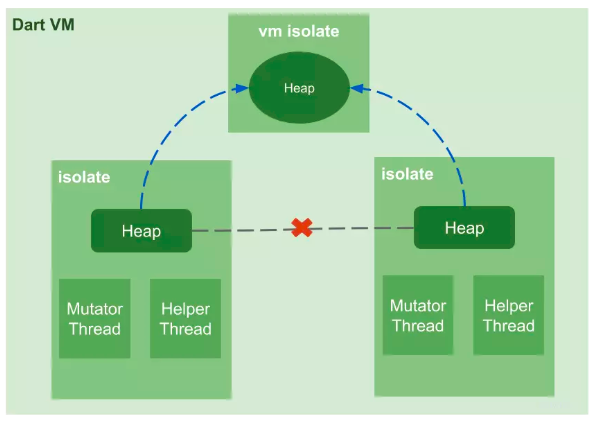 Dart VM
vm isolate
Heap
isolate
Heap
Mutator
Thread
Helper
Thread
isolate
Heap
Mutator
Thread
Helper
Thread